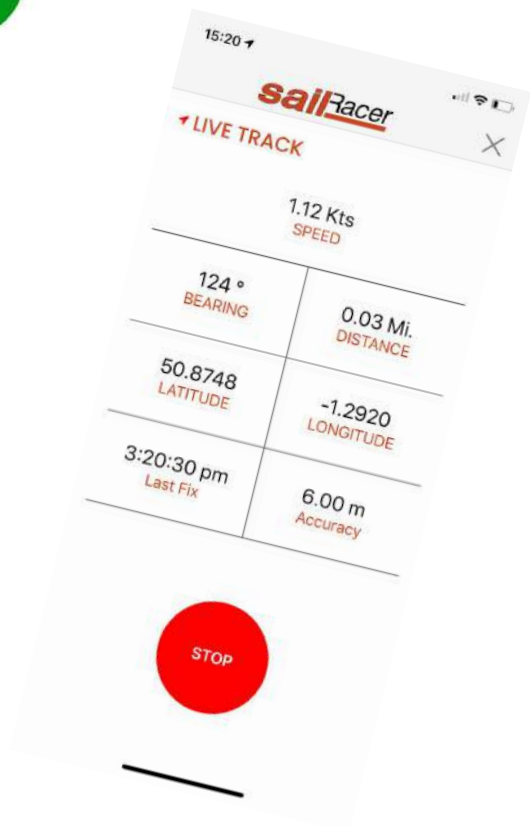 15:20
sailRacer
LIVE TRACK
1.12 Kts
SPEED
124 °
BEARING
0.03 Mi.
DISTANCE
50.8748
LATITUDE
-1.2920
LONGITUDE
3:20:30 pm
Last Fix
6.00 m
Accuracy
STOP